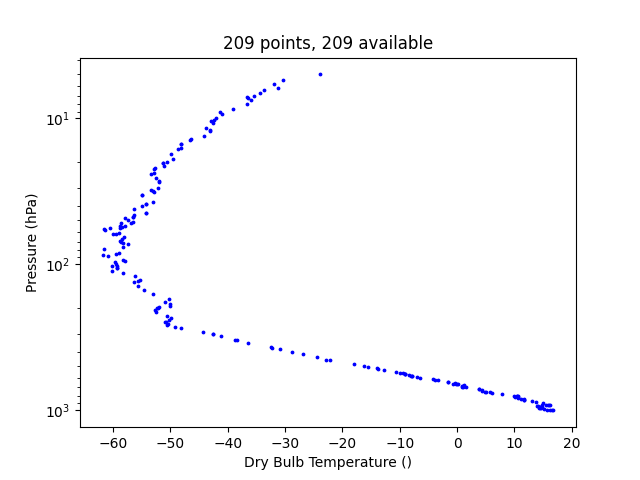 209 points, 209 available
Pressure (hPa)
10¹
10²
10³
−60 −50 −40 −30 −20 −10 0 10 20
Dry Bulb Temperature ()